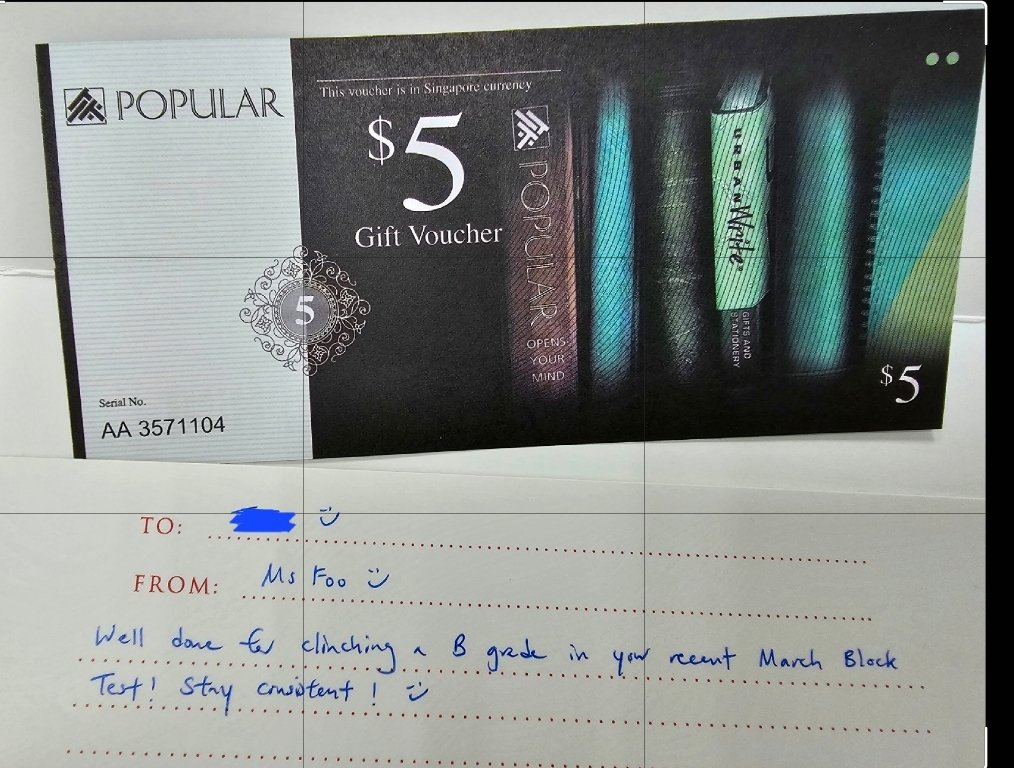 POPULAR
This voucher is in Singapore currency
$5
Gift Voucher
5
Serial No.
AA 3571104
POPULAR
OPENS
YOUR
MIND
URBAN Write
GIFTS AND
STATIONERY
$5
TO: :)
FROM: Ms Foo :)
Well done for clinching a B grade in your recent March Block
Test! Stay consistent! :)